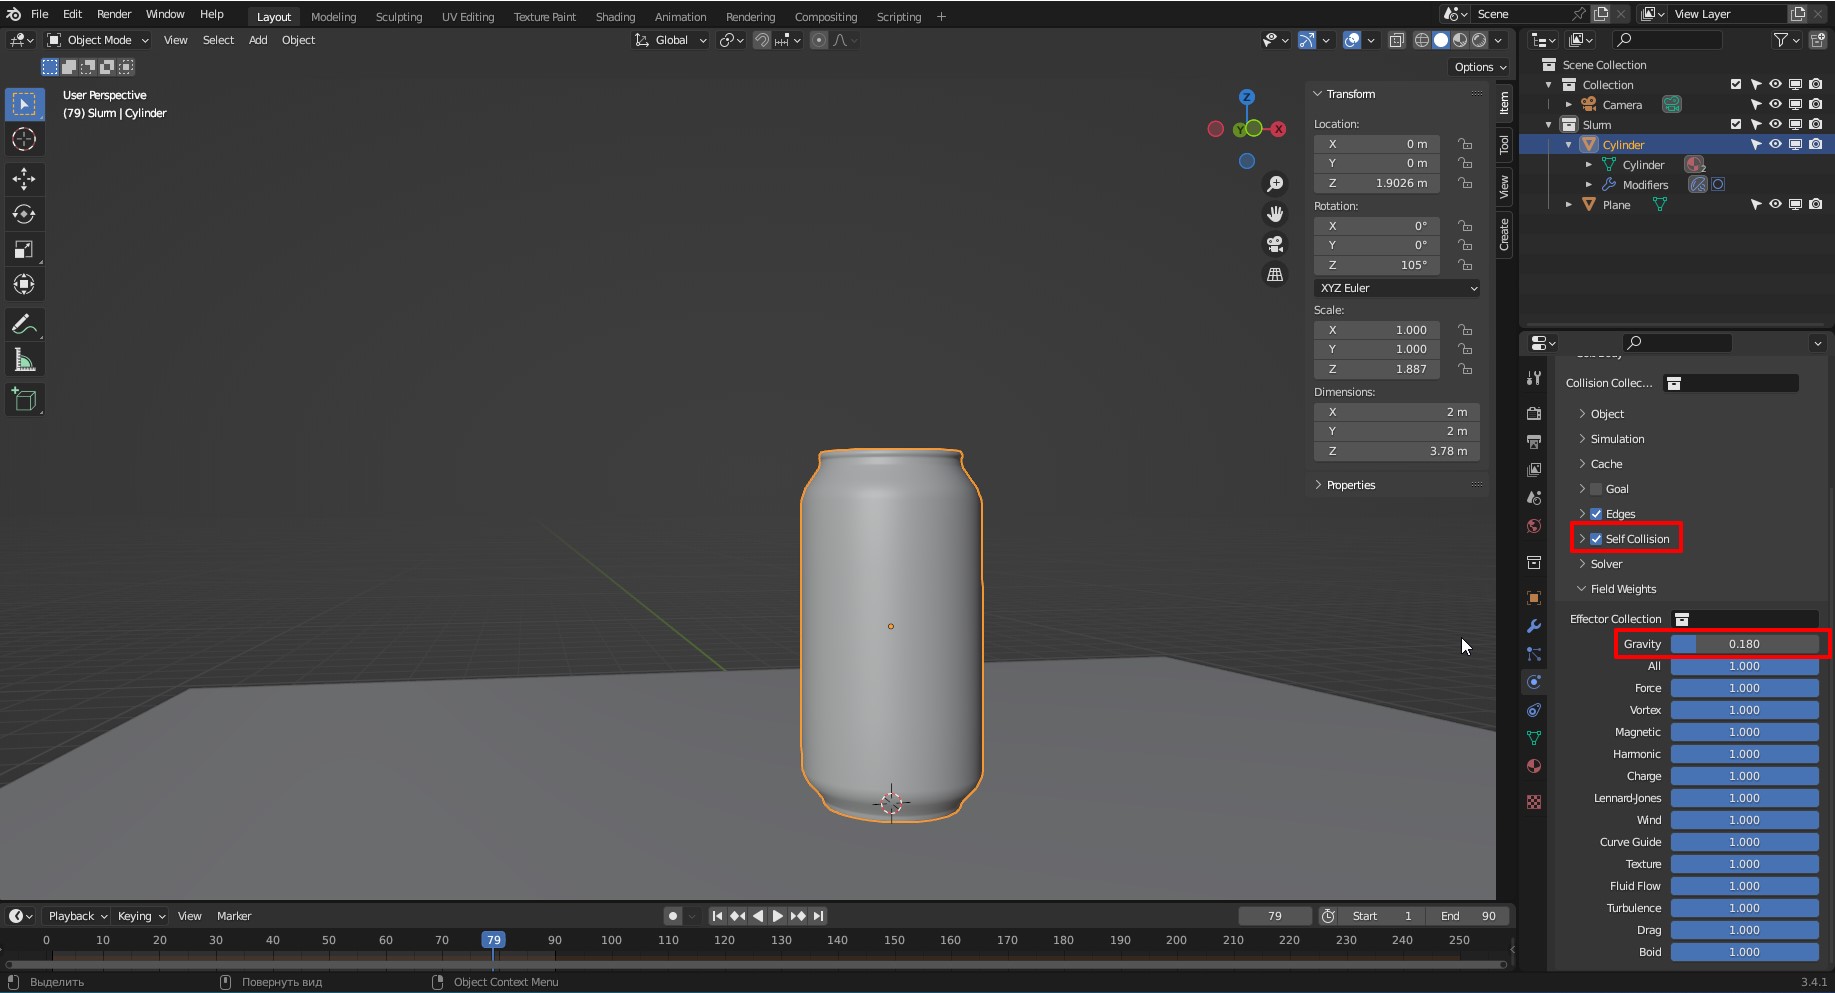 File Edit Render Window Help Layout Modeling Sculpting UV Editing Texture Paint Shading Animation Rendering Compositing Scripting + Scene View Layer
Object Mode View Select Add Object Global
Options
User Perspective
(79) Slurm | Cylinder
Z
Y
X
Transform
Location:
X 0 m
Y 0 m
Z 1.9026 m
Rotation:
X 0°
Y 0°
Z 105°
XYZ Euler
Scale:
X 1.000
Y 1.000
Z 1.887
Dimensions:
X 2 m
Y 2 m
Z 3.78 m
Properties
Item
Tool
View
Create
Scene Collection
Collection
Camera
Slurm
Cylinder
Cylinder 2
Modifiers
Plane
Collision Collec...
Object
Simulation
Cache
Goal
Edges
Self Collision
Solver
Field Weights
Effector Collection
Gravity 0.180
All 1.000
Force 1.000
Vortex 1.000
Magnetic 1.000
Harmonic 1.000
Charge 1.000
Lennard-Jones 1.000
Wind 1.000
Curve Guide 1.000
Texture 1.000
Fluid Flow 1.000
Turbulence 1.000
Drag 1.000
Boid 1.000
Playback Keying View Marker 79 Start 1 End 90
0 10 20 30 40 50 60 70 79 90 100 110 120 130 140 150 160 170 180 190 200 210 220 230 240 250
Выделить Повернуть вид Object Context Menu 3.4.1